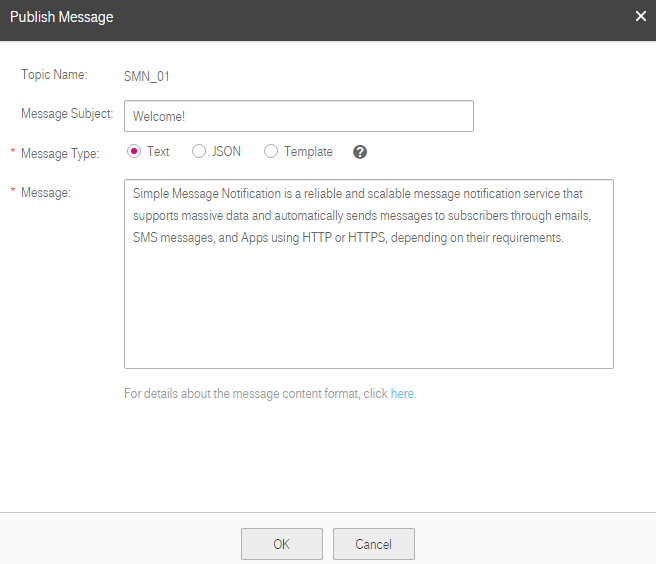 Publish Message
Topic Name: SMN_01
Message Subject: Welcome!
* Message Type: Text JSON Template ?
* Message: Simple Message Notification is a reliable and scalable message notification service that
supports massive data and automatically sends messages to subscribers through emails,
SMS messages, and Apps using HTTP or HTTPS, depending on their requirements.
For details about the message content format, click here.
OK Cancel